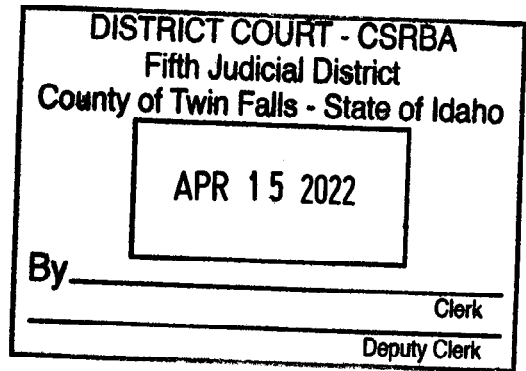 DISTRICT COURT - CSRBA
Fifth Judicial District
County of Twin Falls - State of Idaho
APR 15 2022
By
Clerk
Deputy Clerk